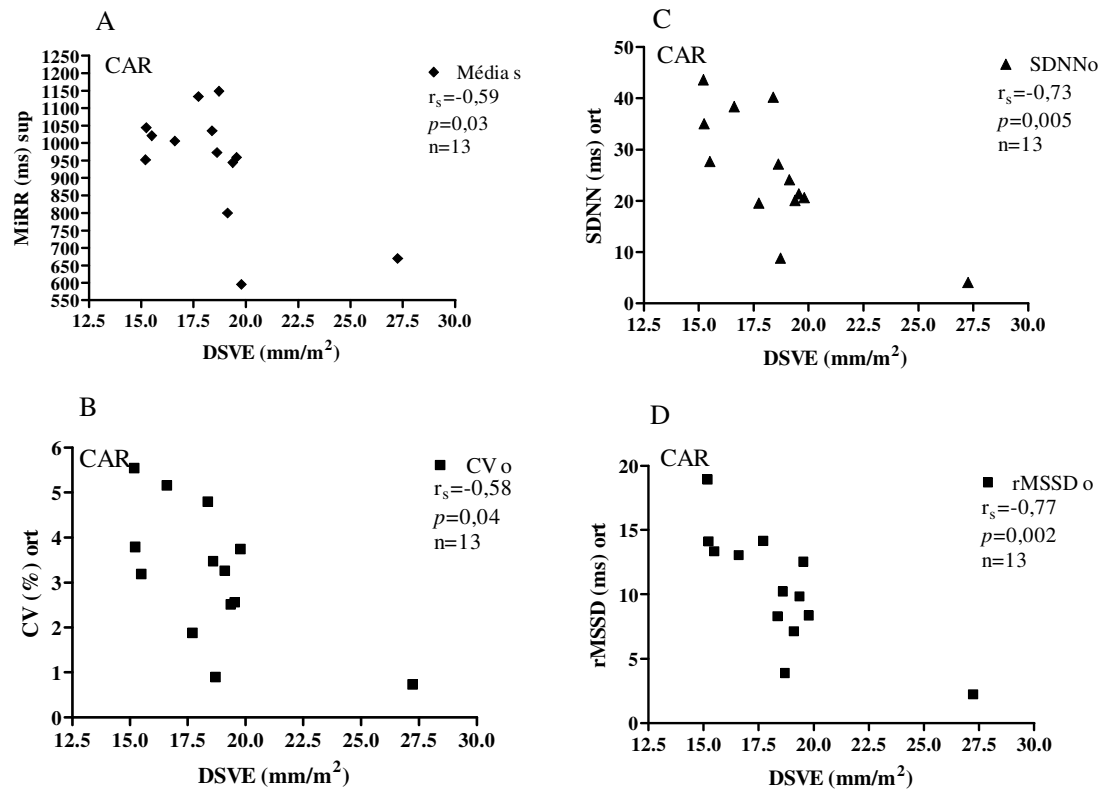 A
CAR
Média s
rₛ=-0,59
p=0,03
n=13
MiRR (ms) sup
1250
1200
1150
1100
1050
1000
950
900
850
800
750
700
650
600
550
12.5 15.0 17.5 20.0 22.5 25.0 27.5 30.0
DSVE (mm/m²)
C
CAR
SDNNo
rₛ=-0,73
p=0,005
n=13
SDNN (ms) ort
50
40
30
20
10
0
12.5 15.0 17.5 20.0 22.5 25.0 27.5 30.0
DSVE (mm/m²)
B
CAR
CV o
rₛ=-0,58
p=0,04
n=13
CV (%) ort
6
5
4
3
2
1
0
12.5 15.0 17.5 20.0 22.5 25.0 27.5 30.0
DSVE (mm/m²)
D
CAR
rMSSD o
rₛ=-0,77
p=0,002
n=13
rMSSD (ms) ort
20
15
10
5
0
12.5 15.0 17.5 20.0 22.5 25.0 27.5 30.0
DSVE (mm/m²)